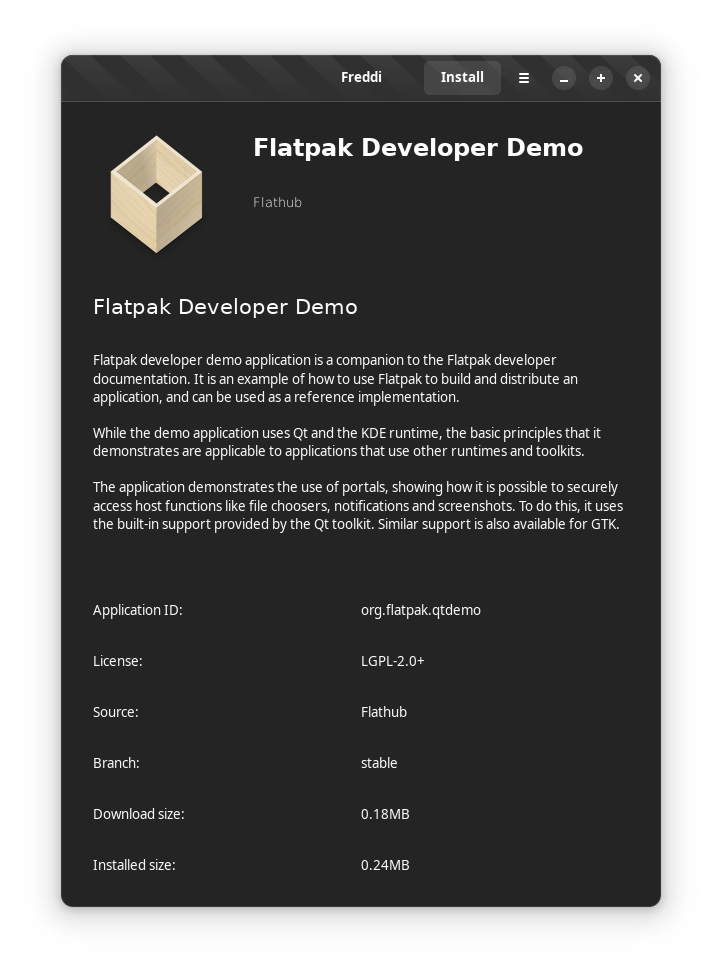 Freddi Install
Flatpak Developer Demo
Flathub
Flatpak Developer Demo
Flatpak developer demo application is a companion to the Flatpak developer
documentation. It is an example of how to use Flatpak to build and distribute an
application, and can be used as a reference implementation.
While the demo application uses Qt and the KDE runtime, the basic principles that it
demonstrates are applicable to applications that use other runtimes and toolkits.
The application demonstrates the use of portals, showing how it is possible to securely
access host functions like file choosers, notifications and screenshots. To do this, it uses
the built-in support provided by the Qt toolkit. Similar support is also available for GTK.
Application ID: org.flatpak.qtdemo
License: LGPL-2.0+
Source: Flathub
Branch: stable
Download size: 0.18MB
Installed size: 0.24MB